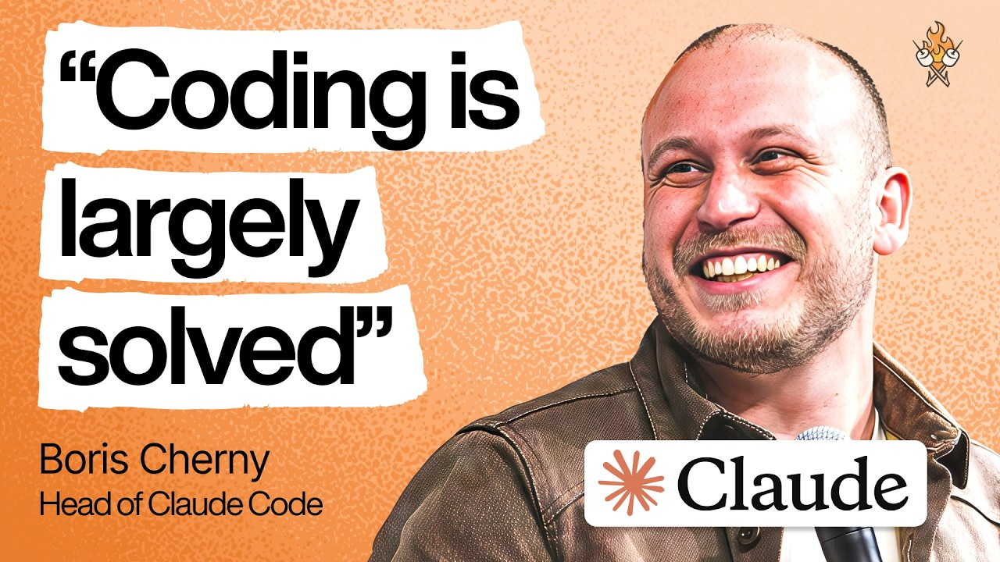 “Coding is
largely
solved”
Boris Cherny
Head of Claude Code
Claude